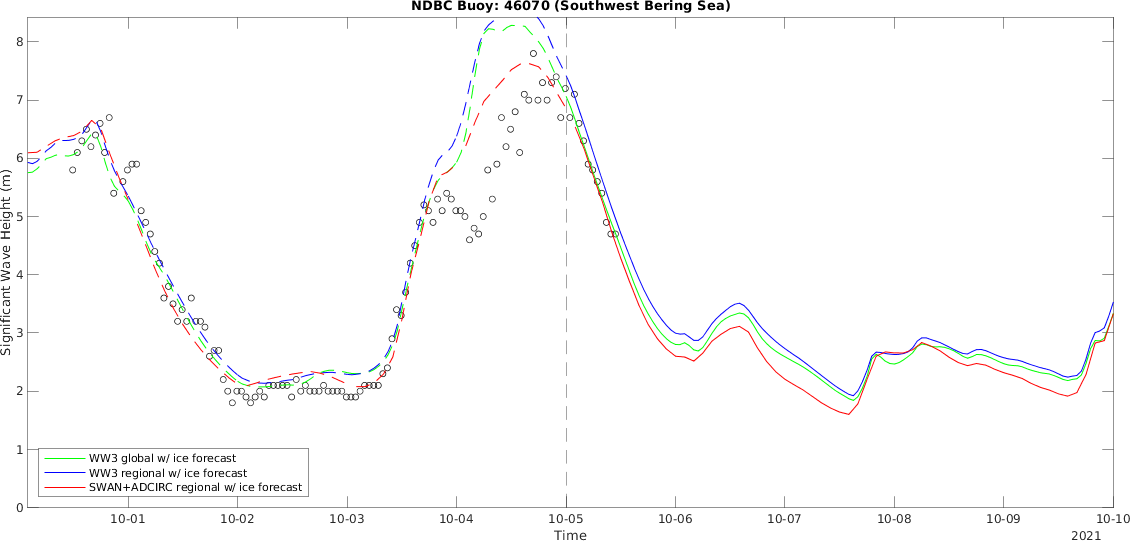 NDBC Buoy: 46070 (Southwest Bering Sea)
8
7
6
5
4
3
2
1
0
Significant Wave Height (m)
WW3 global w/ ice forecast
WW3 regional w/ ice forecast
SWAN+ADCIRC regional w/ ice forecast
10-01 10-02 10-03 10-04 10-05 10-06 10-07 10-08 10-09 10-10
Time
2021